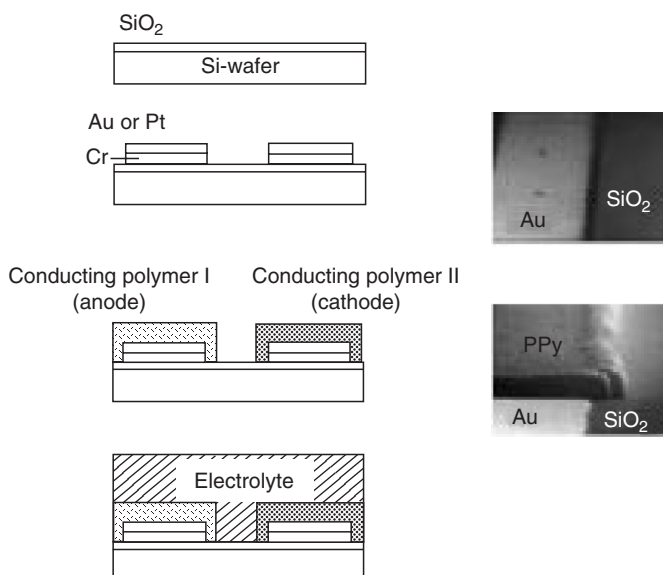 SiO₂
Si-wafer
Au or Pt
Cr
Au
SiO₂
Conducting polymer I
(anode)
Conducting polymer II
(cathode)
PPy
Au
SiO₂
Electrolyte